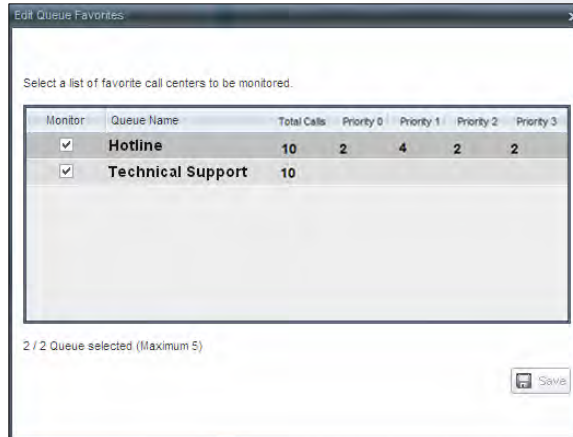 Edit Queue Favorites
Select a list of favorite call centers to be monitored.
Monitor Queue Name Total Calls Priority 0 Priority 1 Priority 2 Priority 3
Hotline 10 2 4 2 2
Technical Support 10
2 / 2 Queue selected (Maximum 5)
Save